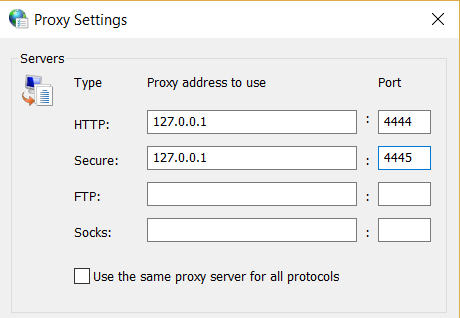 Proxy Settings
Servers
Type Proxy address to use Port
HTTP: 127.0.0.1 : 4444
Secure: 127.0.0.1 : 4445
FTP: :
Socks: :
Use the same proxy server for all protocols